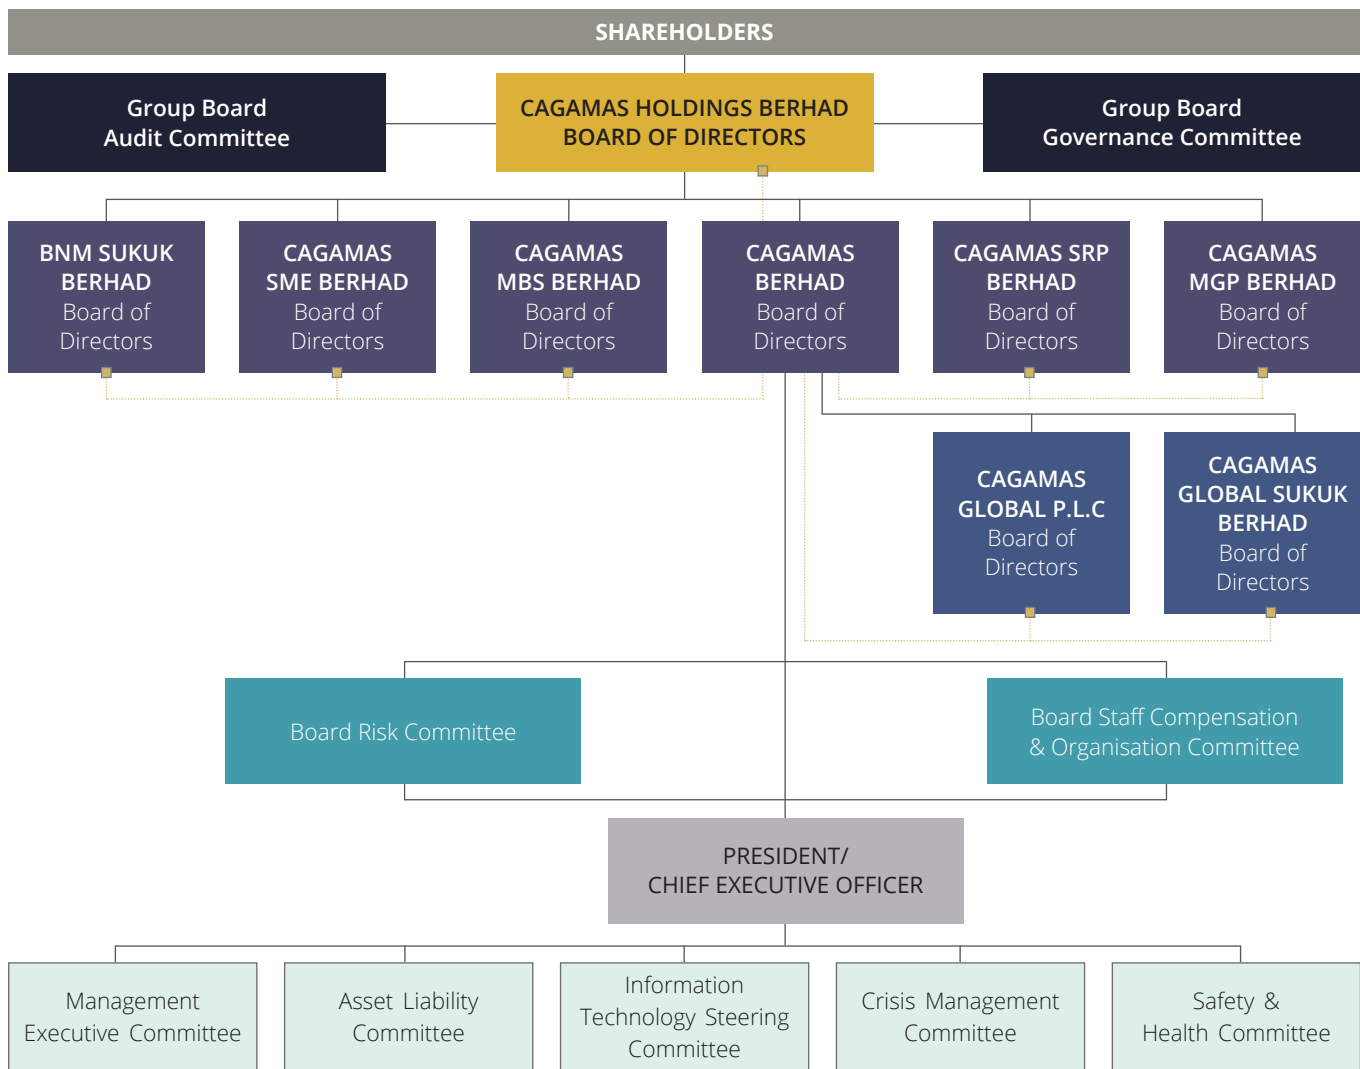 SHAREHOLDERS
Group Board
Audit Committee
CAGAMAS HOLDINGS BERHAD
BOARD OF DIRECTORS
Group Board
Governance Committee
BNM SUKUK
BERHAD
Board of
Directors
CAGAMAS
SME BERHAD
Board of
Directors
CAGAMAS
MBS BERHAD
Board of
Directors
CAGAMAS
BERHAD
Board of
Directors
CAGAMAS SRP
BERHAD
Board of
Directors
CAGAMAS
MGP BERHAD
Board of
Directors
CAGAMAS
GLOBAL P.L.C
Board of
Directors
CAGAMAS
GLOBAL SUKUK
BERHAD
Board of
Directors
Board Risk Committee
Board Staff Compensation
& Organisation Committee
PRESIDENT/
CHIEF EXECUTIVE OFFICER
Management
Executive Committee
Asset Liability
Committee
Information
Technology Steering
Committee
Crisis Management
Committee
Safety &
Health Committee